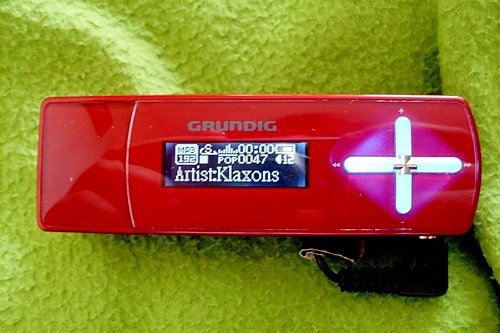 GRUNDIG
MP3 00:00
192 POP0047 12
Artist:Klaxons